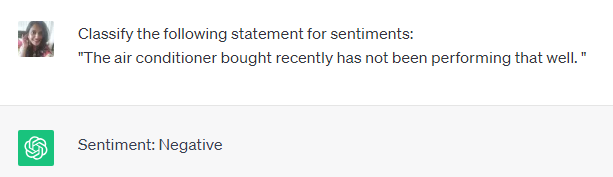 Classify the following statement for sentiments:
"The air conditioner bought recently has not been performing that well. "
Sentiment: Negative